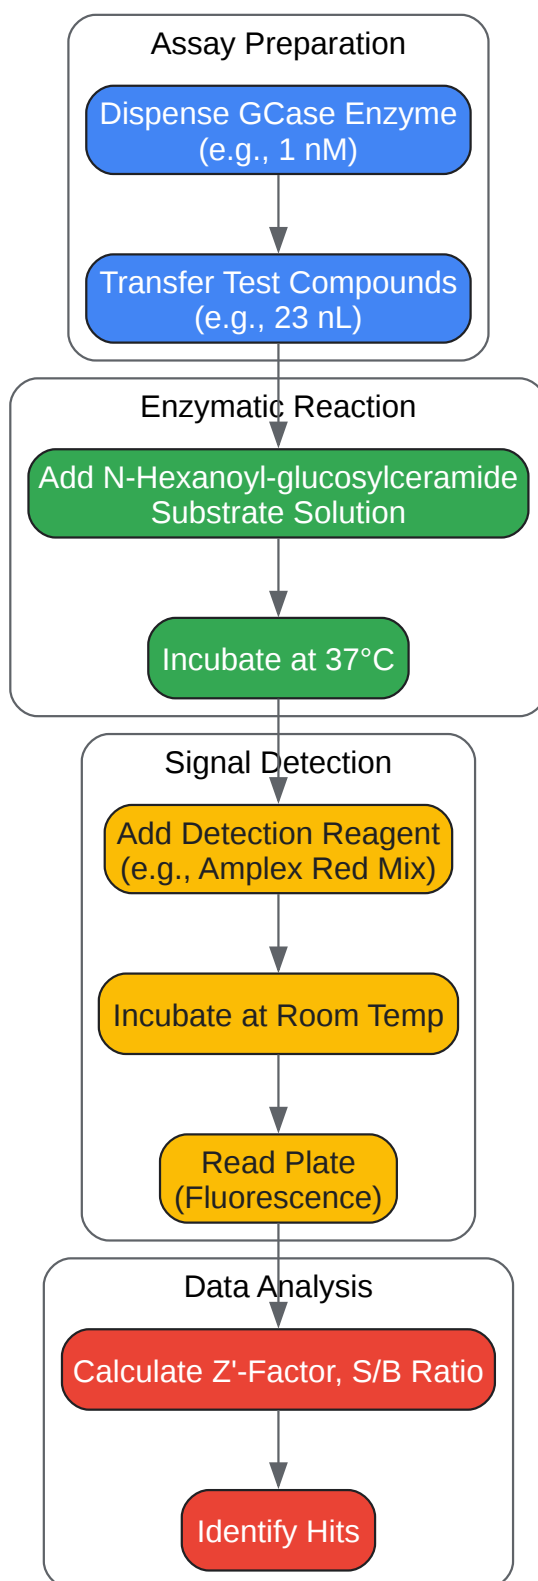 Assay Preparation
Dispense GCase Enzyme
(e.g., 1 nM)
Transfer Test Compounds
(e.g., 23 nL)
Enzymatic Reaction
Add N-Hexanoyl-glucosylceramide
Substrate Solution
Incubate at 37°C
Signal Detection
Add Detection Reagent
(e.g., Amplex Red Mix)
Incubate at Room Temp
Read Plate
(Fluorescence)
Data Analysis
Calculate Z'-Factor, S/B Ratio
Identify Hits